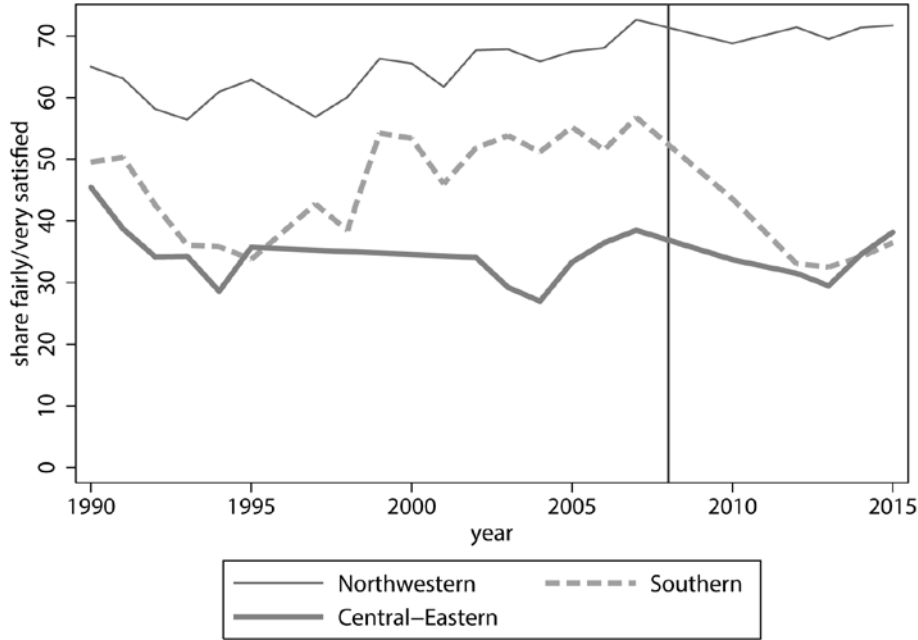 share fairly/very satisfied
70
60
50
40
30
20
10
0
1990 1995 2000 2005 2010 2015
year
Northwestern Southern
Central–Eastern